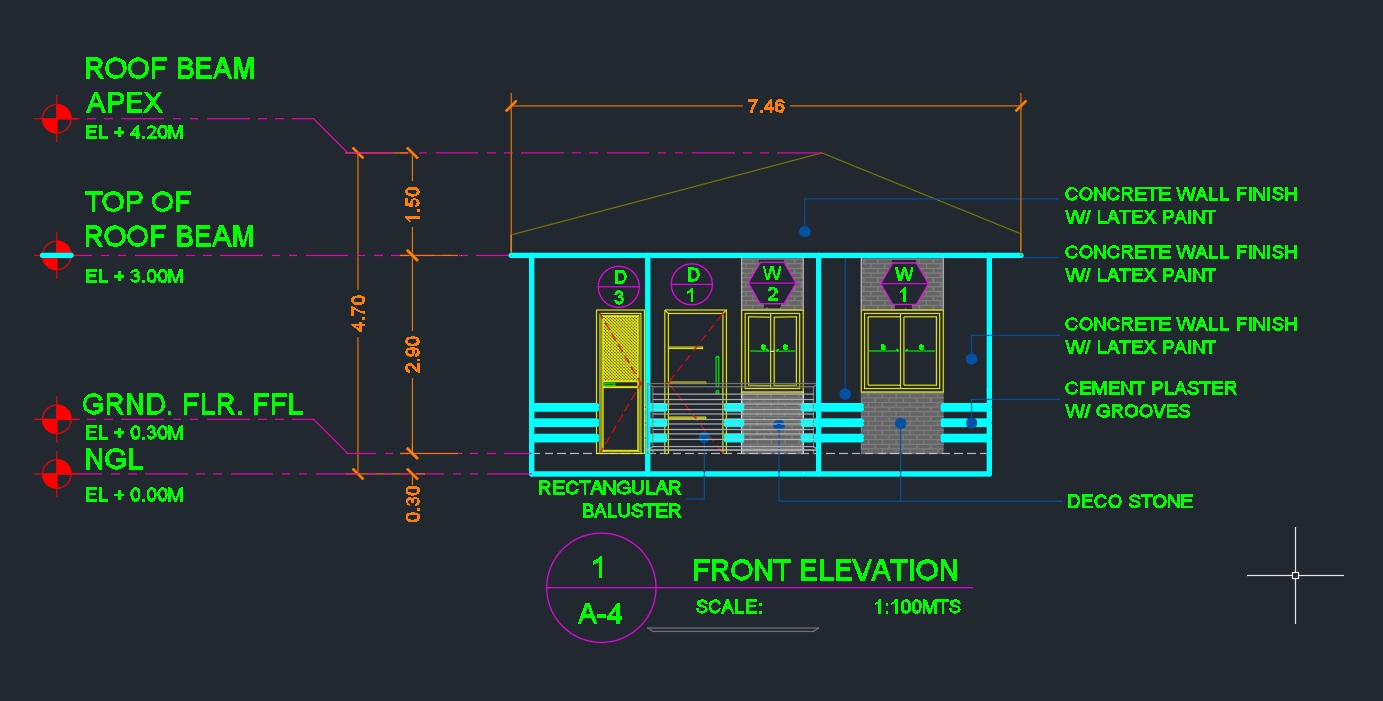 ROOF BEAM
APEX
EL + 4.20M
TOP OF
ROOF BEAM
EL + 3.00M
GRND. FLR. FFL
EL + 0.30M
NGL
EL + 0.00M
7.46
1.50
4.70
2.90
0.30
D
3
D
1
W
2
W
1
CONCRETE WALL FINISH
W/ LATEX PAINT
CONCRETE WALL FINISH
W/ LATEX PAINT
CONCRETE WALL FINISH
W/ LATEX PAINT
CEMENT PLASTER
W/ GROOVES
DECO STONE
RECTANGULAR
BALUSTER
1
A-4
FRONT ELEVATION
SCALE: 1:100MTS